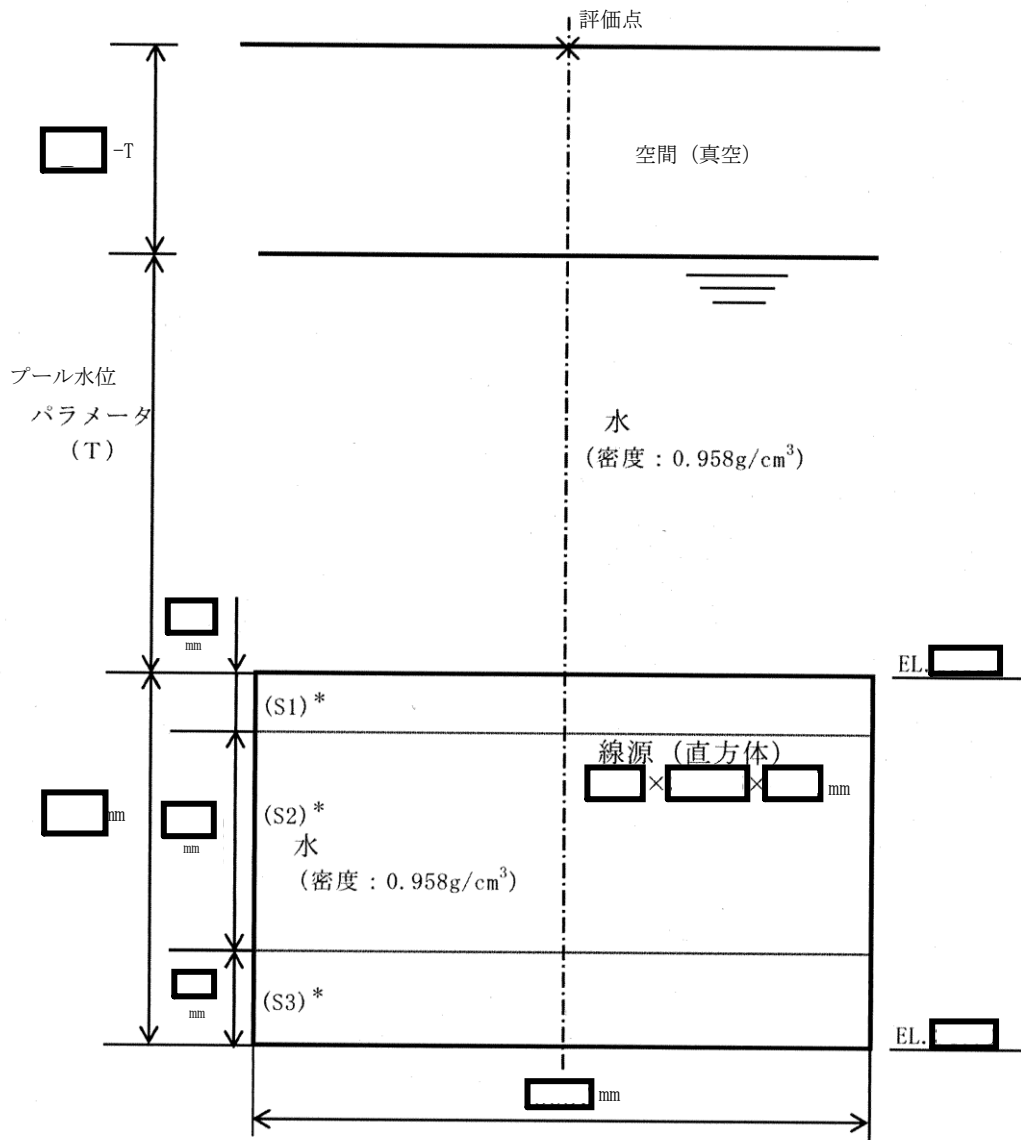 評価点
-T
空間(真空)
プール水位
パラメータ
(T)
水
(密度:0.958g/cm³)
mm
EL.
(S1)*
線源(直方体)
× × mm
mm
(S2)*
mm
水
(密度:0.958g/cm³)
(S3)*
mm
EL.
mm